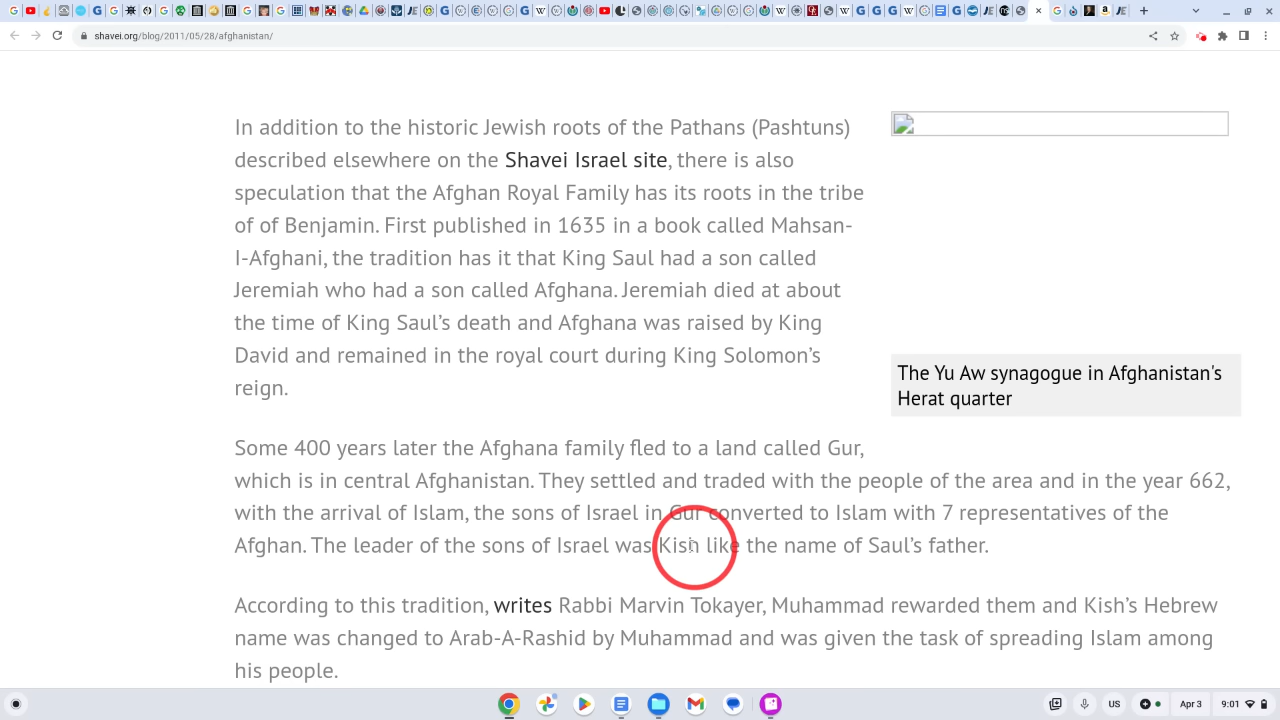 shavei.org/blog/2011/05/28/afghanistan/
In addition to the historic Jewish roots of the Pathans (Pashtuns)
described elsewhere on the Shavei Israel site, there is also
speculation that the Afghan Royal Family has its roots in the tribe
of of Benjamin. First published in 1635 in a book called Mahsan-
I-Afghani, the tradition has it that King Saul had a son called
Jeremiah who had a son called Afghana. Jeremiah died at about
the time of King Saul’s death and Afghana was raised by King
David and remained in the royal court during King Solomon’s
reign.
The Yu Aw synagogue in Afghanistan's
Herat quarter
Some 400 years later the Afghana family fled to a land called Gur,
which is in central Afghanistan. They settled and traded with the people of the area and in the year 662,
with the arrival of Islam, the sons of Israel in Gur converted to Islam with 7 representatives of the
Afghan. The leader of the sons of Israel was Kish like the name of Saul’s father.
According to this tradition, writes Rabbi Marvin Tokayer, Muhammad rewarded them and Kish’s Hebrew
name was changed to Arab-A-Rashid by Muhammad and was given the task of spreading Islam among
his people.
US
Apr 3
9:01